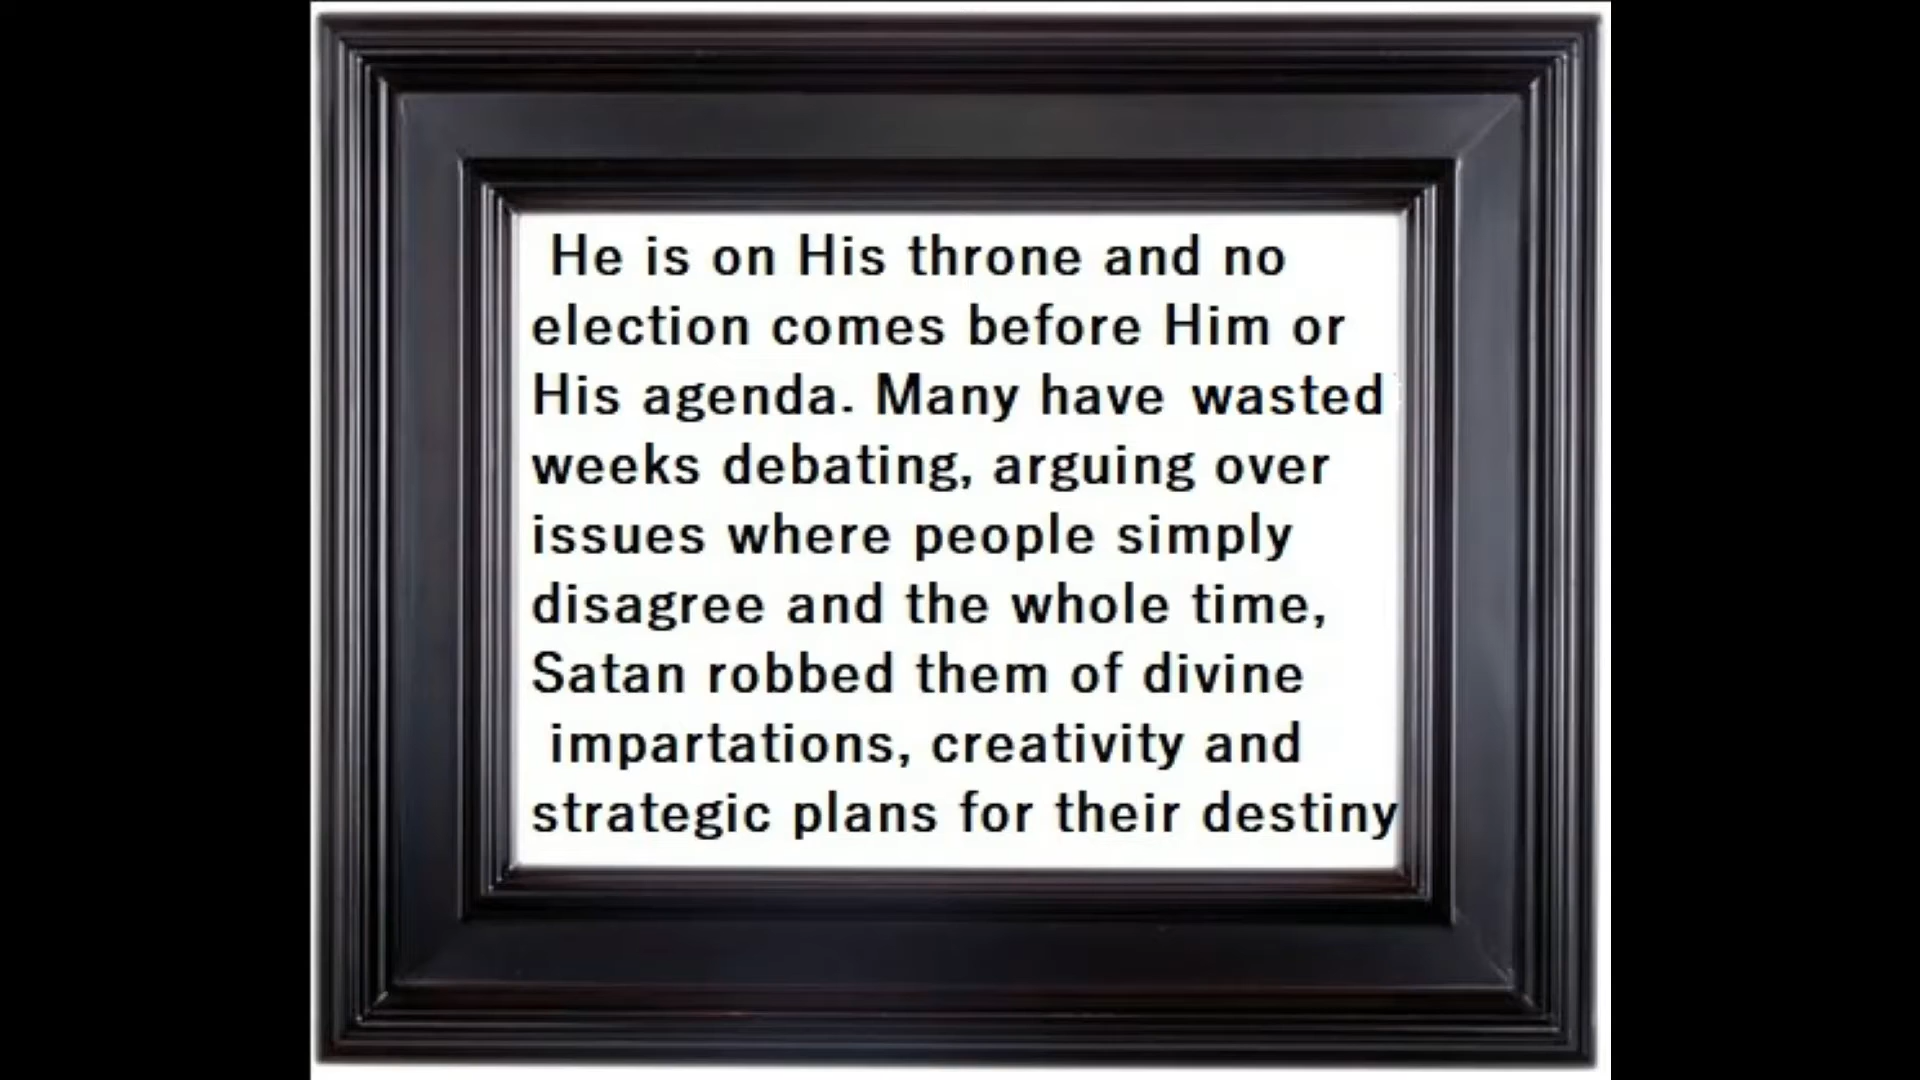 He is on His throne and no
election comes before Him or
His agenda. Many have wasted
weeks debating, arguing over
issues where people simply
disagree and the whole time,
Satan robbed them of divine
impartations, creativity and
strategic plans for their destiny